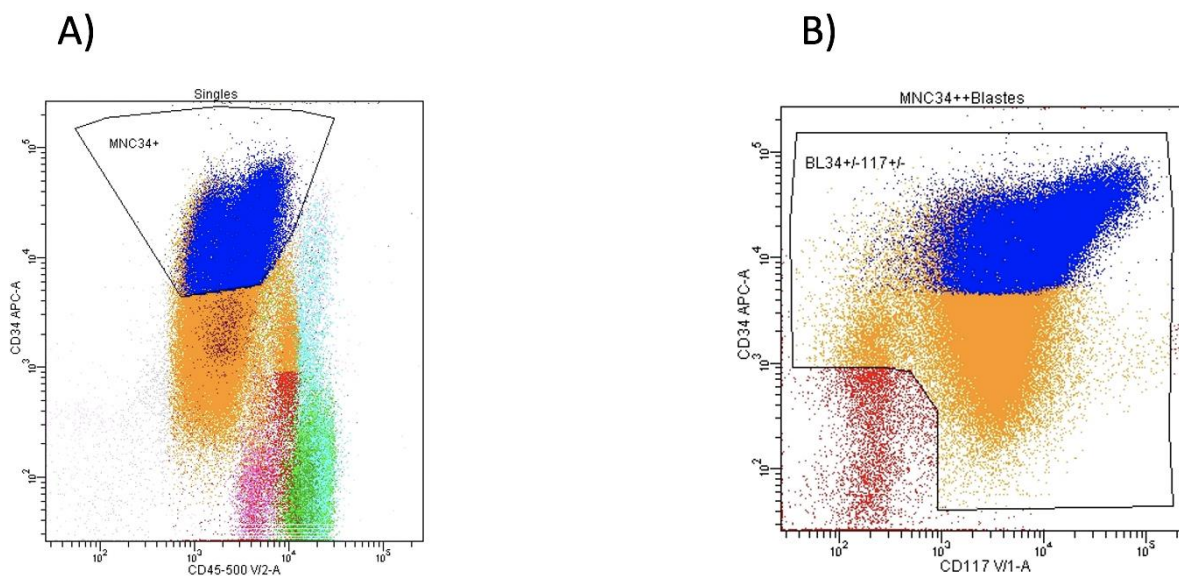 A)
Singles
MNC34+
CD34 APC-A
10^5
10^4
10^3
10^2
10^2 10^3 10^4 10^5
CD45-500 V/2-A
B)
MNC34++Blastes
BL34+/-117+/-
CD34 APC-A
10^5
10^4
10^3
10^2
10^2 10^3 10^4 10^5
CD117 V/1-A